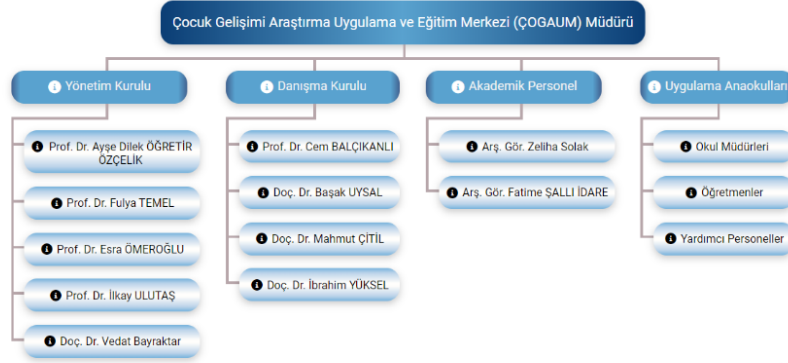 Çocuk Gelişimi Araştırma Uygulama ve Eğitim Merkezi (ÇOGAUM) Müdürü
Yönetim Kurulu
Prof. Dr. Ayşe Dilek ÖĞRETİR
ÖZÇELİK
Prof. Dr. Fulya TEMEL
Prof. Dr. Esra ÖMEROĞLU
Prof. Dr. İlkay ULUTAŞ
Doç. Dr. Vedat Bayraktar
Danışma Kurulu
Prof. Dr. Cem BALÇIKANLI
Doç. Dr. Başak UYSAL
Doç. Dr. Mahmut ÇİTİL
Doç. Dr. İbrahim YÜKSEL
Akademik Personel
Arş. Gör. Zeliha Solak
Arş. Gör. Fatime ŞALLI İDARE
Uygulama Anaokulları
Okul Müdürleri
Öğretmenler
Yardımcı Personeller